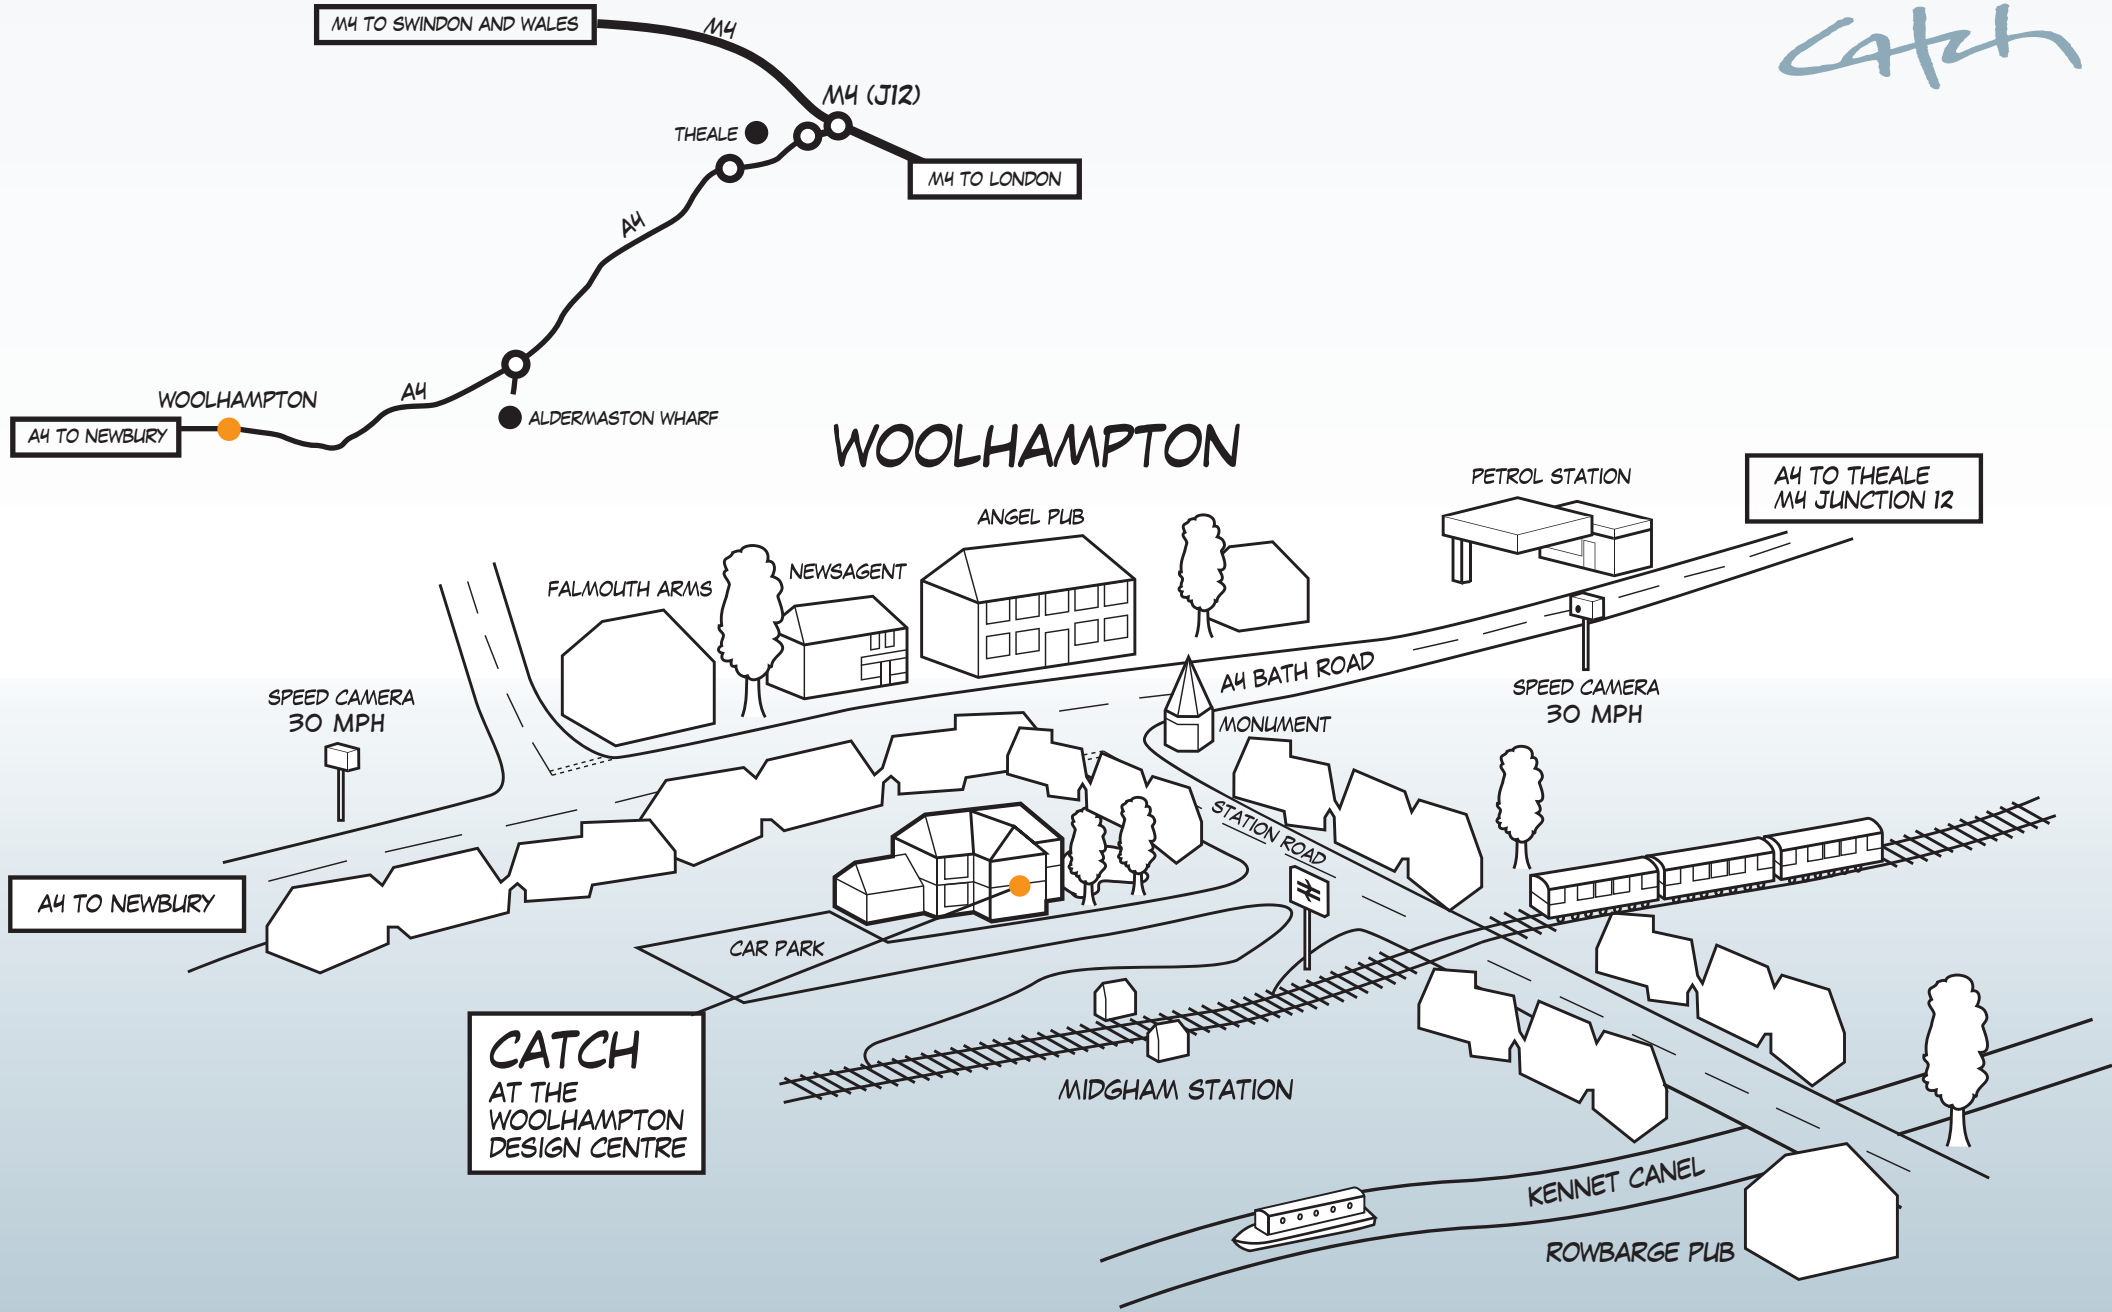 M4 TO SWINDON AND WALES
M4
catch
M4 (J12)
THEALE
M4 TO LONDON
A4
A4
WOOLHAMPTON
ALDERMASTON WHARF
A4 TO NEWBURY
WOOLHAMPTON
PETROL STATION
A4 TO THEALE
M4 JUNCTION 12
ANGEL PUB
NEWSAGENT
FALMOUTH ARMS
A4 BATH ROAD
SPEED CAMERA
30 MPH
SPEED CAMERA
30 MPH
MONUMENT
STATION ROAD
A4 TO NEWBURY
CAR PARK
CATCH
AT THE
WOOLHAMPTON
DESIGN CENTRE
MIDGHAM STATION
KENNET CANEL
ROWBARGE PUB